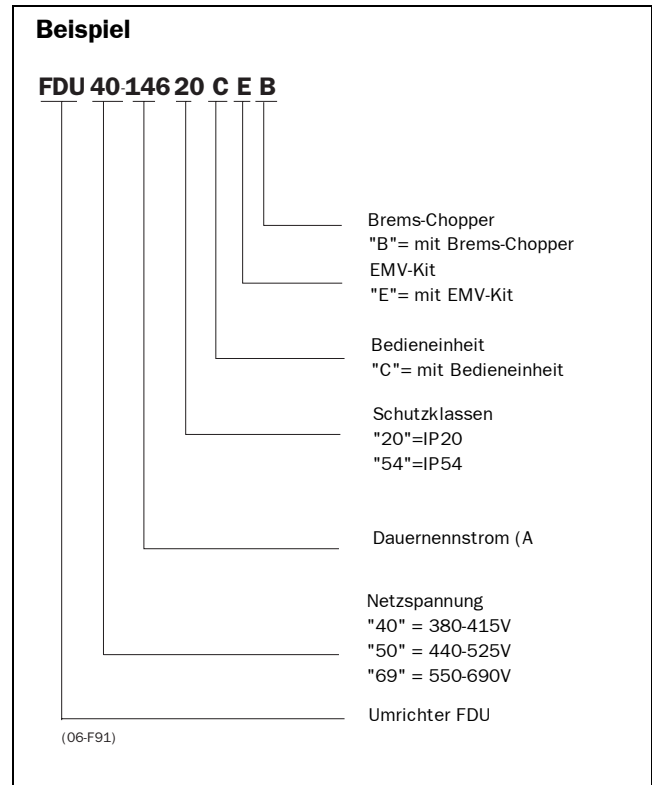 Beispiel
FDU 40-146 20 C E B
Brems-Chopper
"B"= mit Brems-Chopper
EMV-Kit
"E"= mit EMV-Kit
Bedieneinheit
"C"= mit Bedieneinheit
Schutzklassen
"20"=IP20
"54"=IP54
Dauernennstrom (A
Netzspannung
"40" = 380-415V
"50" = 440-525V
"69" = 550-690V
Umrichter FDU
(06-F91)